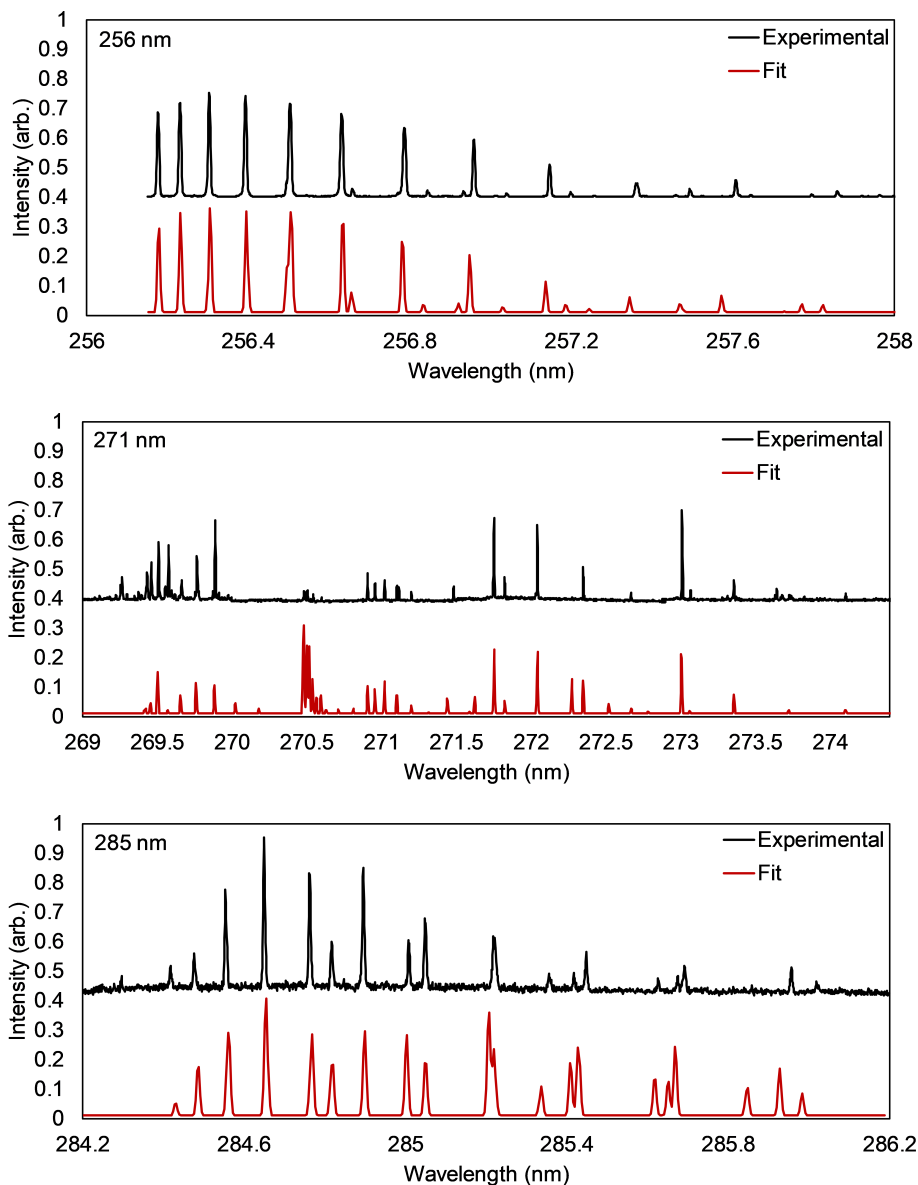 256 nm
Experimental
Fit
Intensity (arb.)
1
0.9
0.8
0.7
0.6
0.5
0.4
0.3
0.2
0.1
0
256 256.4 256.8 257.2 257.6 258
Wavelength (nm)
271 nm
Experimental
Fit
Intensity (arb.)
1
0.9
0.8
0.7
0.6
0.5
0.4
0.3
0.2
0.1
0
269 269.5 270 270.5 271 271.5 272 272.5 273 273.5 274
Wavelength (nm)
285 nm
Experimental
Fit
Intensity (arb.)
1
0.9
0.8
0.7
0.6
0.5
0.4
0.3
0.2
0.1
0
284.2 284.6 285 285.4 285.8 286.2
Wavelength (nm)